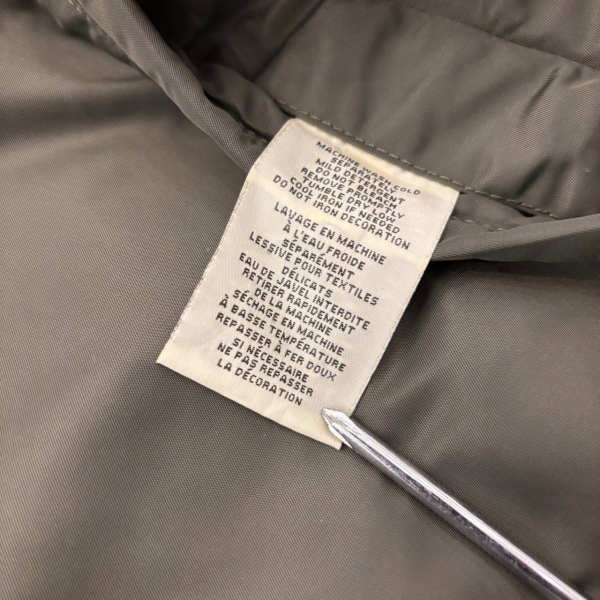 MACHINE WASH COLD
SEPARATELY
MILD DETERGENT
DO NOT BLEACH
REMOVE PROMPTLY
TUMBLE DRY LOW
COOL IRON IF NEEDED
DO NOT IRON DECORATION
LAVAGE EN MACHINE
À L'EAU FROIDE
SÉPARÉMENT
LESSIVE POUR TEXTILES
DÉLICATS
EAU DE JAVEL INTERDITE
RETIRER RAPIDEMENT
DE LA MACHINE
SÉCHAGE EN MACHINE
À BASSE TEMPÉRATURE
REPASSER À FER DOUX
SI NÉCESSAIRE
NE PAS REPASSER
LA DÉCORATION